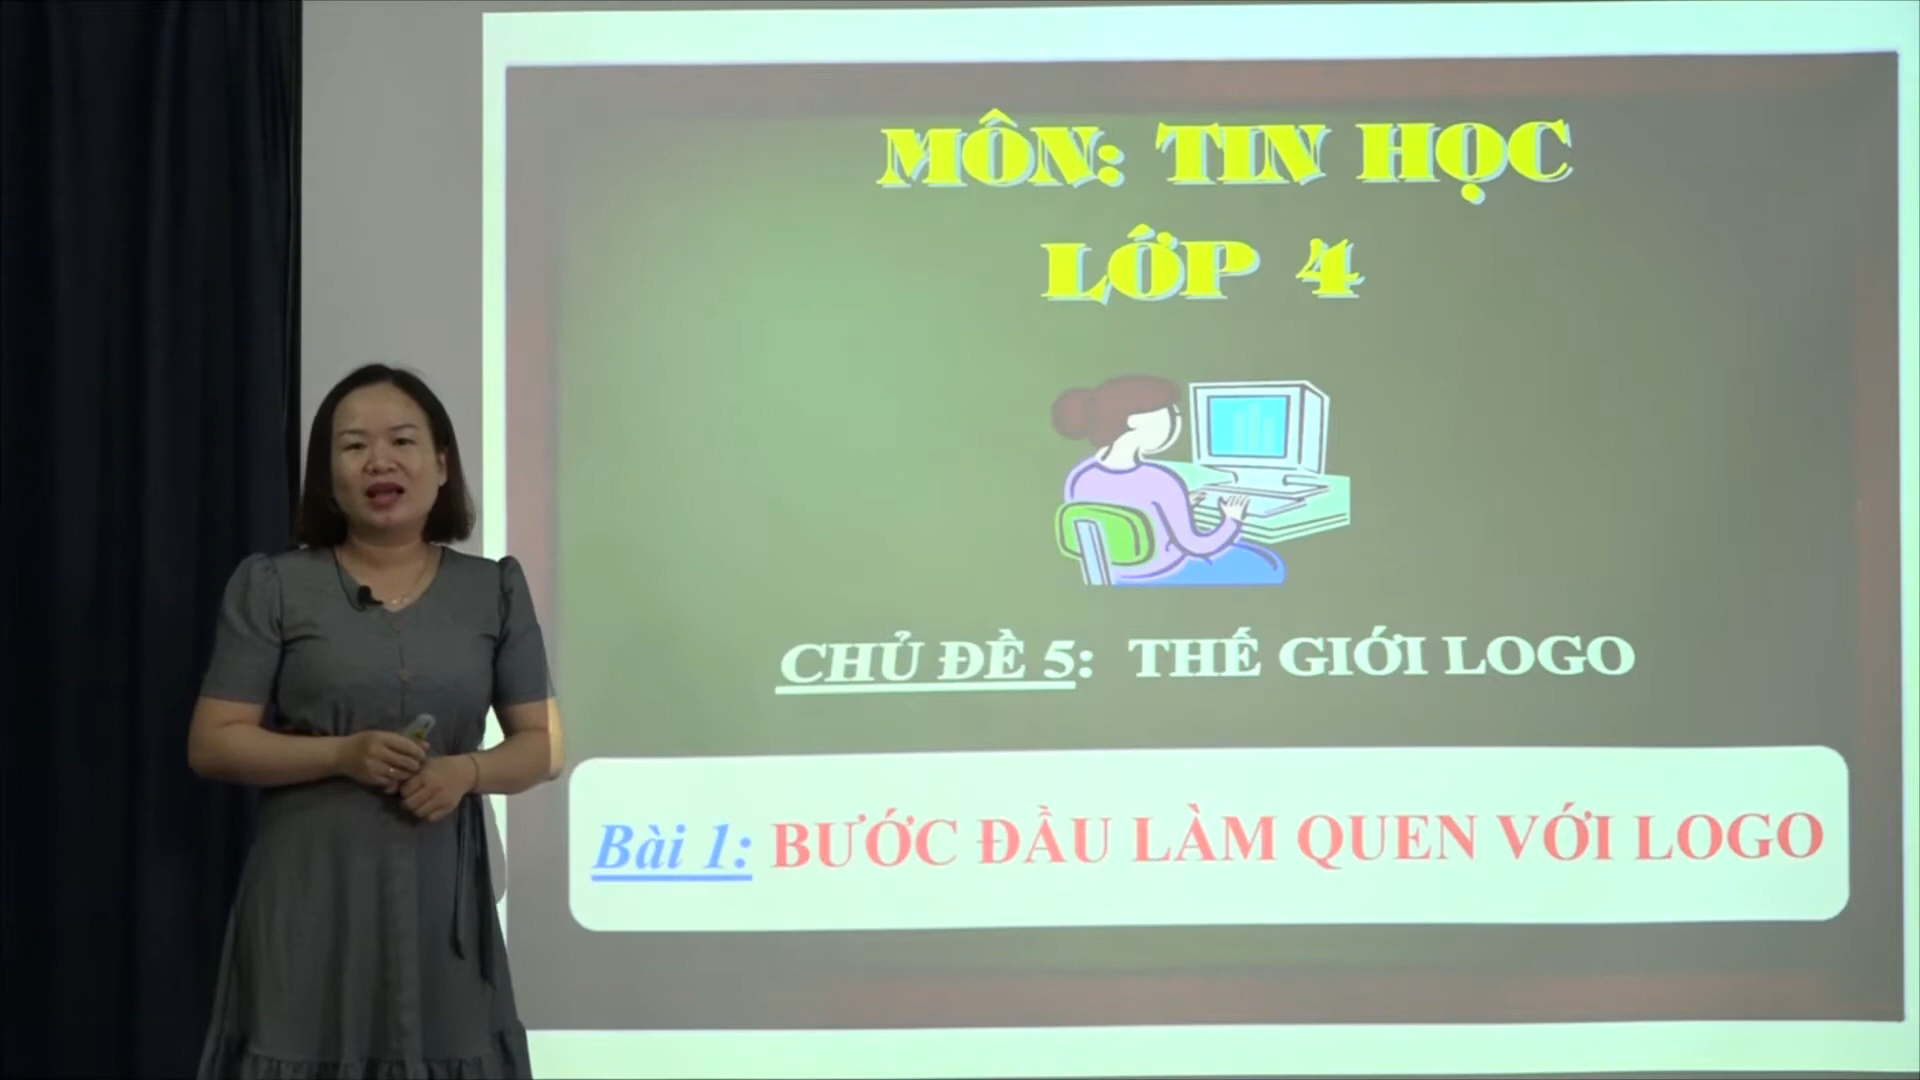 MÔN: TIN HỌC
LỚP 4
CHỦ ĐỀ 5: THẾ GIỚI LOGO
Bài 1: BƯỚC ĐẦU LÀM QUEN VỚI LOGO